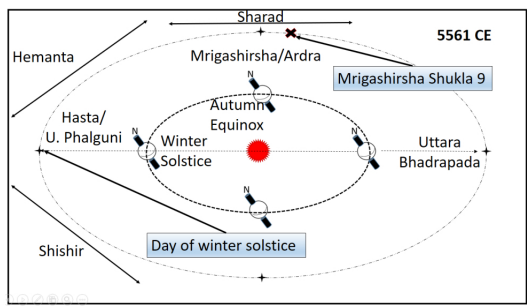 Sharad
5561 CE
Hemanta
Mrigashirsha/Ardra
Mrigashirsha Shukla 9
N
Hasta/
U. Phalguni
Autumn
Equinox
N
Winter
Solstice
N
Uttara
Bhadrapada
N
Shishir
Day of winter solstice